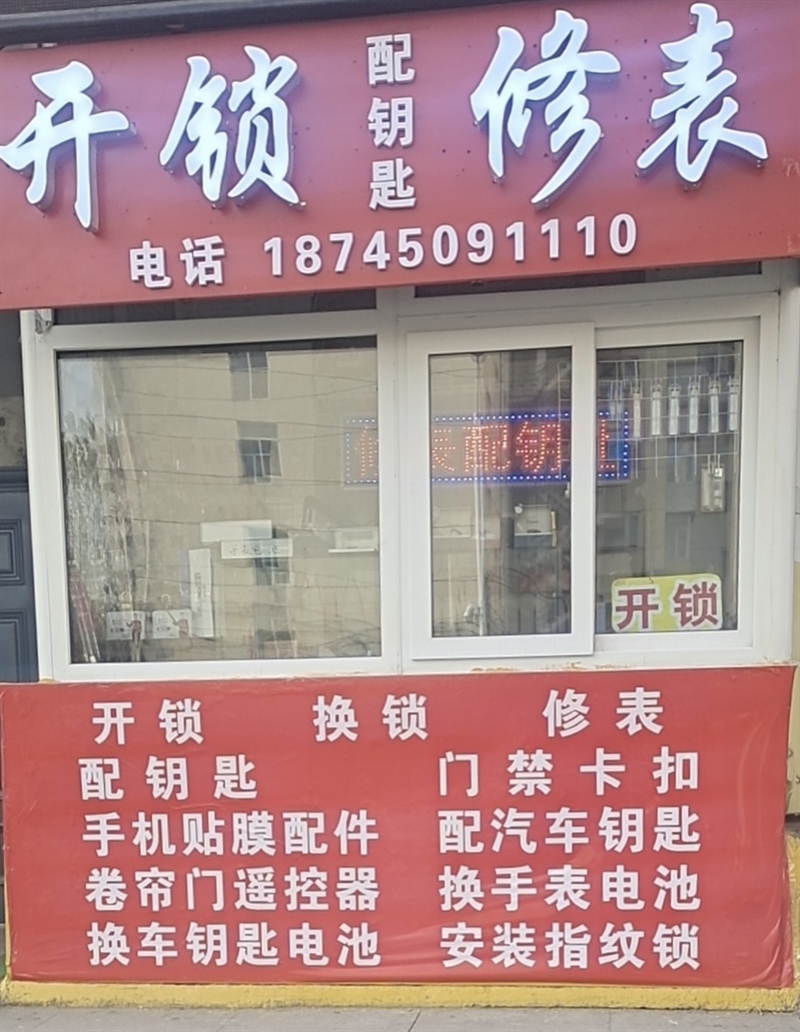 开锁 配钥匙 修表
电话 18745091110
配钥
开锁
开锁 换锁 修表
配钥匙 门禁卡扣
手机贴膜配件 配汽车钥匙
卷帘门遥控器 换手表电池
换车钥匙电池 安装指纹锁